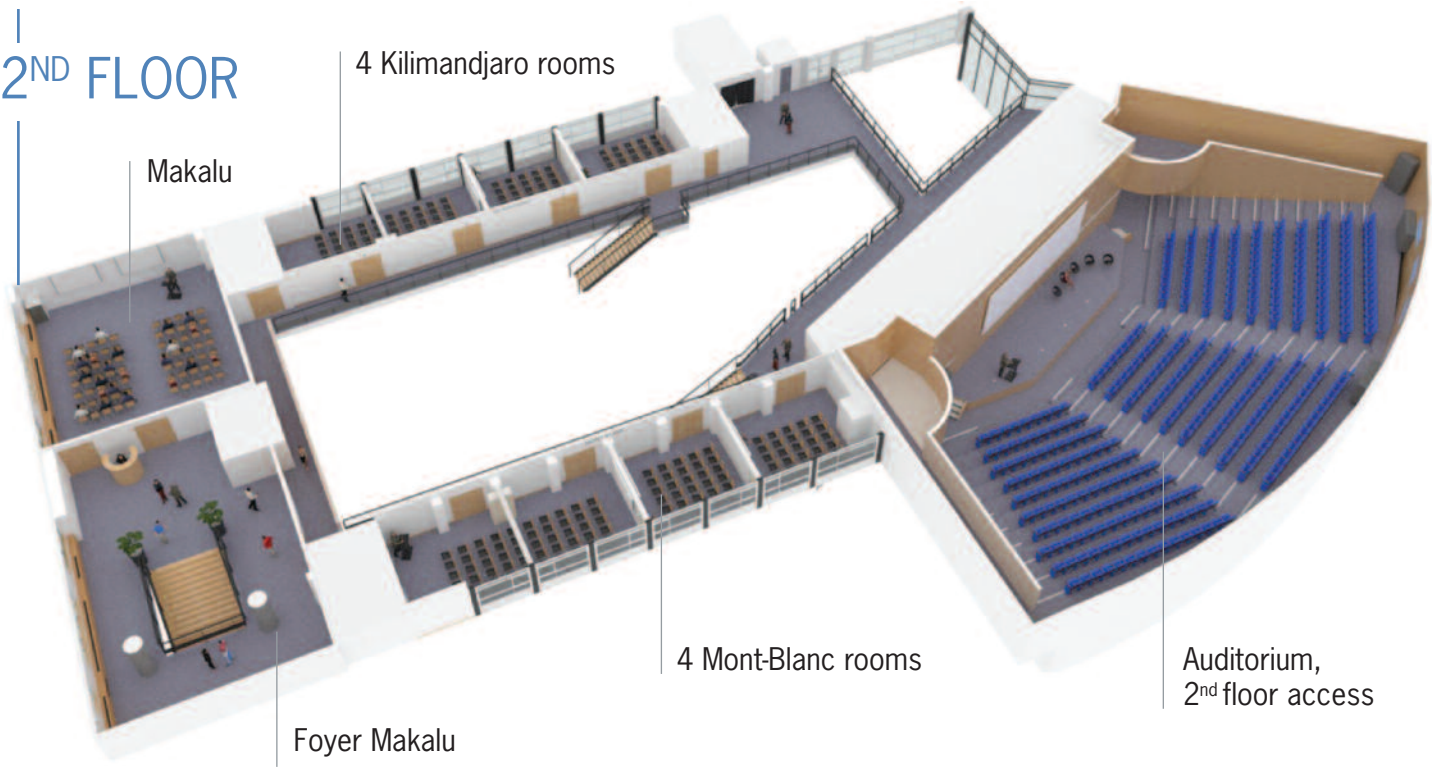 2ND FLOOR
4 Kilimandjaro rooms
Makalu
4 Mont-Blanc rooms
Auditorium,
2nd floor access
Foyer Makalu